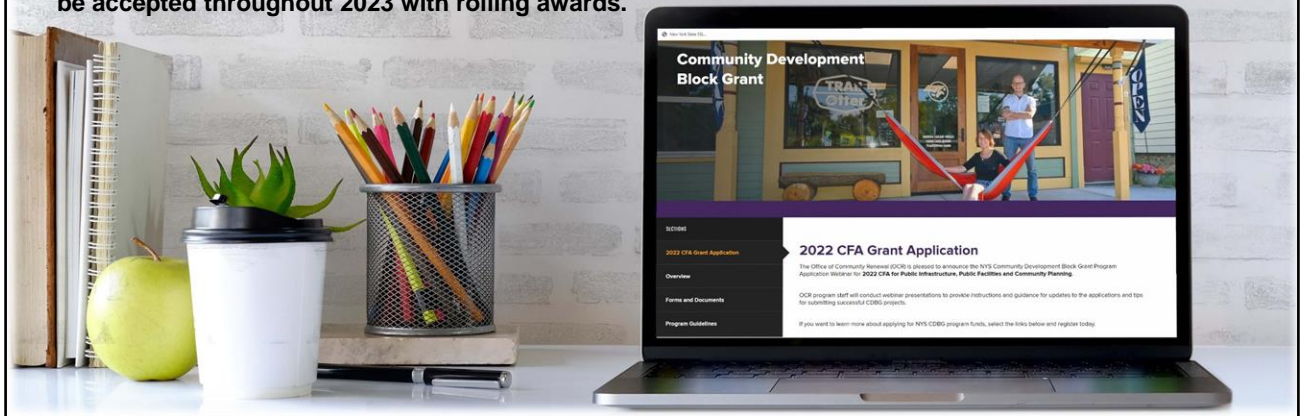 be accepted throughout 2023 with rolling awards.
Community Development
Block Grant
TRAIL
Otter
OPEN
SECTIONS
2022 CFA Grant Application
Overview
Forms and Documents
Program Guidelines
2022 CFA Grant Application
The Office of Community Renewal (OCR) is pleased to announce the NYS Community Development Block Grant Program
Application Webinar for 2022 CFA for Public Infrastructure, Public Facilities and Community Planning.
OCR program staff will conduct webinar presentations to provide instructions and guidance for updates to the applications and tips
for submitting successful CDBG projects.
If you want to learn more about applying for NYS CDBG program funds, select the links below and register today.